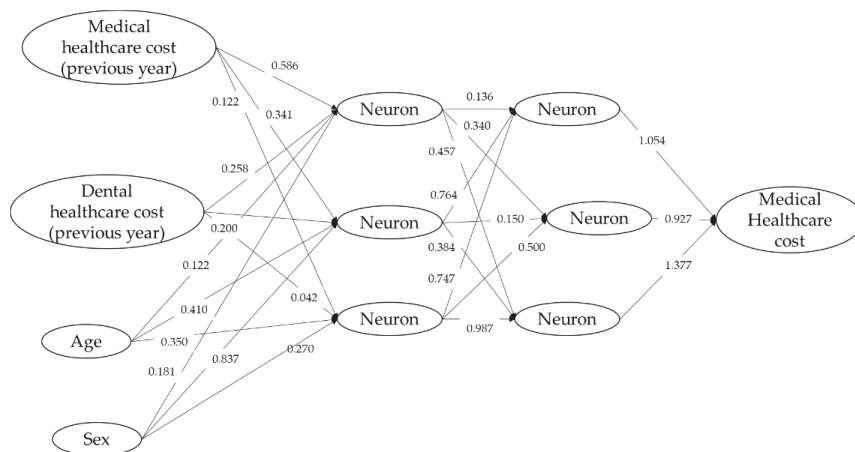 Medical
healthcare cost
(previous year)
0.586
0.122
0.341
Neuron
0.136
Neuron
0.340
0.457
1.054
0.258
Dental
healthcare cost
(previous year)
0.200
Neuron
0.764
0.150
0.384
Neuron
0.927
Medical
Healthcare
cost
0.500
0.122
0.747
1.377
0.042
0.410
Neuron
0.987
Neuron
Age
0.350
0.837
0.270
0.181
Sex